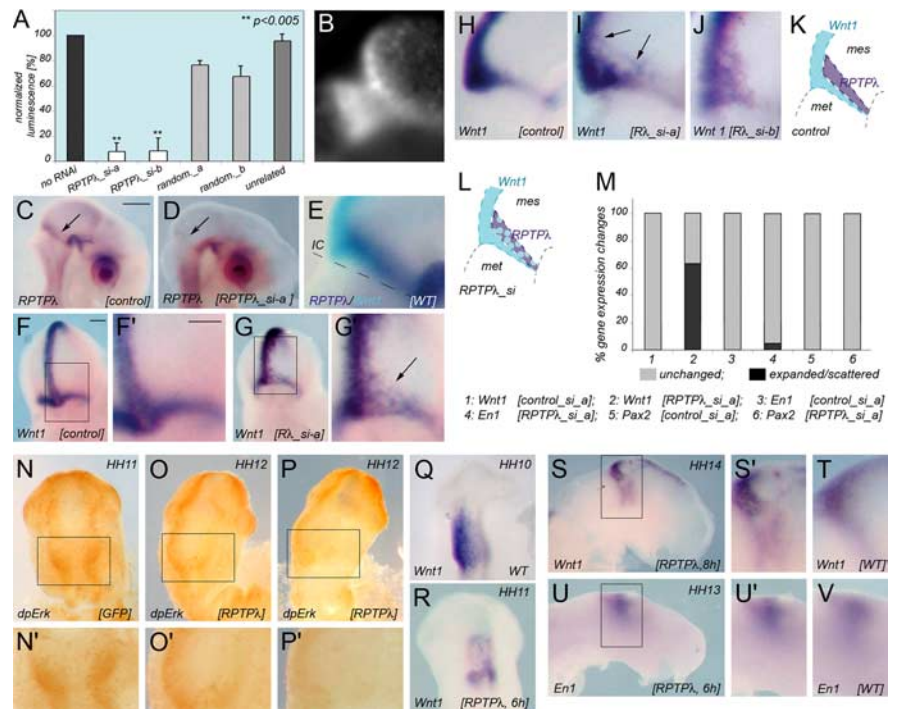 A
** p<0.005
normalized
luminescence [%]
100
80
60
40
20
0
**
**
no RNAi
RPTPλ_si-a
RPTPλ_si-b
random._a
random._b
unrelated
B
H
Wnt1 [control]
I
Wnt1 [Rλ_si-a]
J
Wnt 1 [Rλ_si-b]
K
Wnt1
mes
RPTPλ
met
control
C
RPTPλ [control]
D
RPTPλ [RPTPλ_si-a ]
E
IC
RPTPλ/Wnt1 [WT]
L
Wnt1
mes
RPTPλ
met
RPTPλ_si
M
% gene expression changes
100
80
60
40
20
0
1 2 3 4 5 6
unchanged; expanded/scattered
1: Wnt1 [control_si_a]; 2: Wnt1 [RPTPλ_si_a]; 3: En1 [control_si_a]
4: En1 [RPTPλ_si_a]; 5: Pax2 [control_si_a]; 6: Pax2 [RPTPλ_si_a]
F
Wnt1 [control]
F'
G
Wnt1 [Rλ_si-a]
G'
N
HH11
dpErk [GFP]
O
HH12
dpErk [RPTPλ]
P
HH12
dpErk [RPTPλ]
Q
HH10
Wnt1 WT
S
HH14
Wnt1 [RPTPλ,8h]
S'
T
Wnt1 [WT]
N'
O'
P'
R
HH11
Wnt1 [RPTPλ, 6h]
U
HH13
En1 [RPTPλ, 6h]
U'
V
En1 [WT]